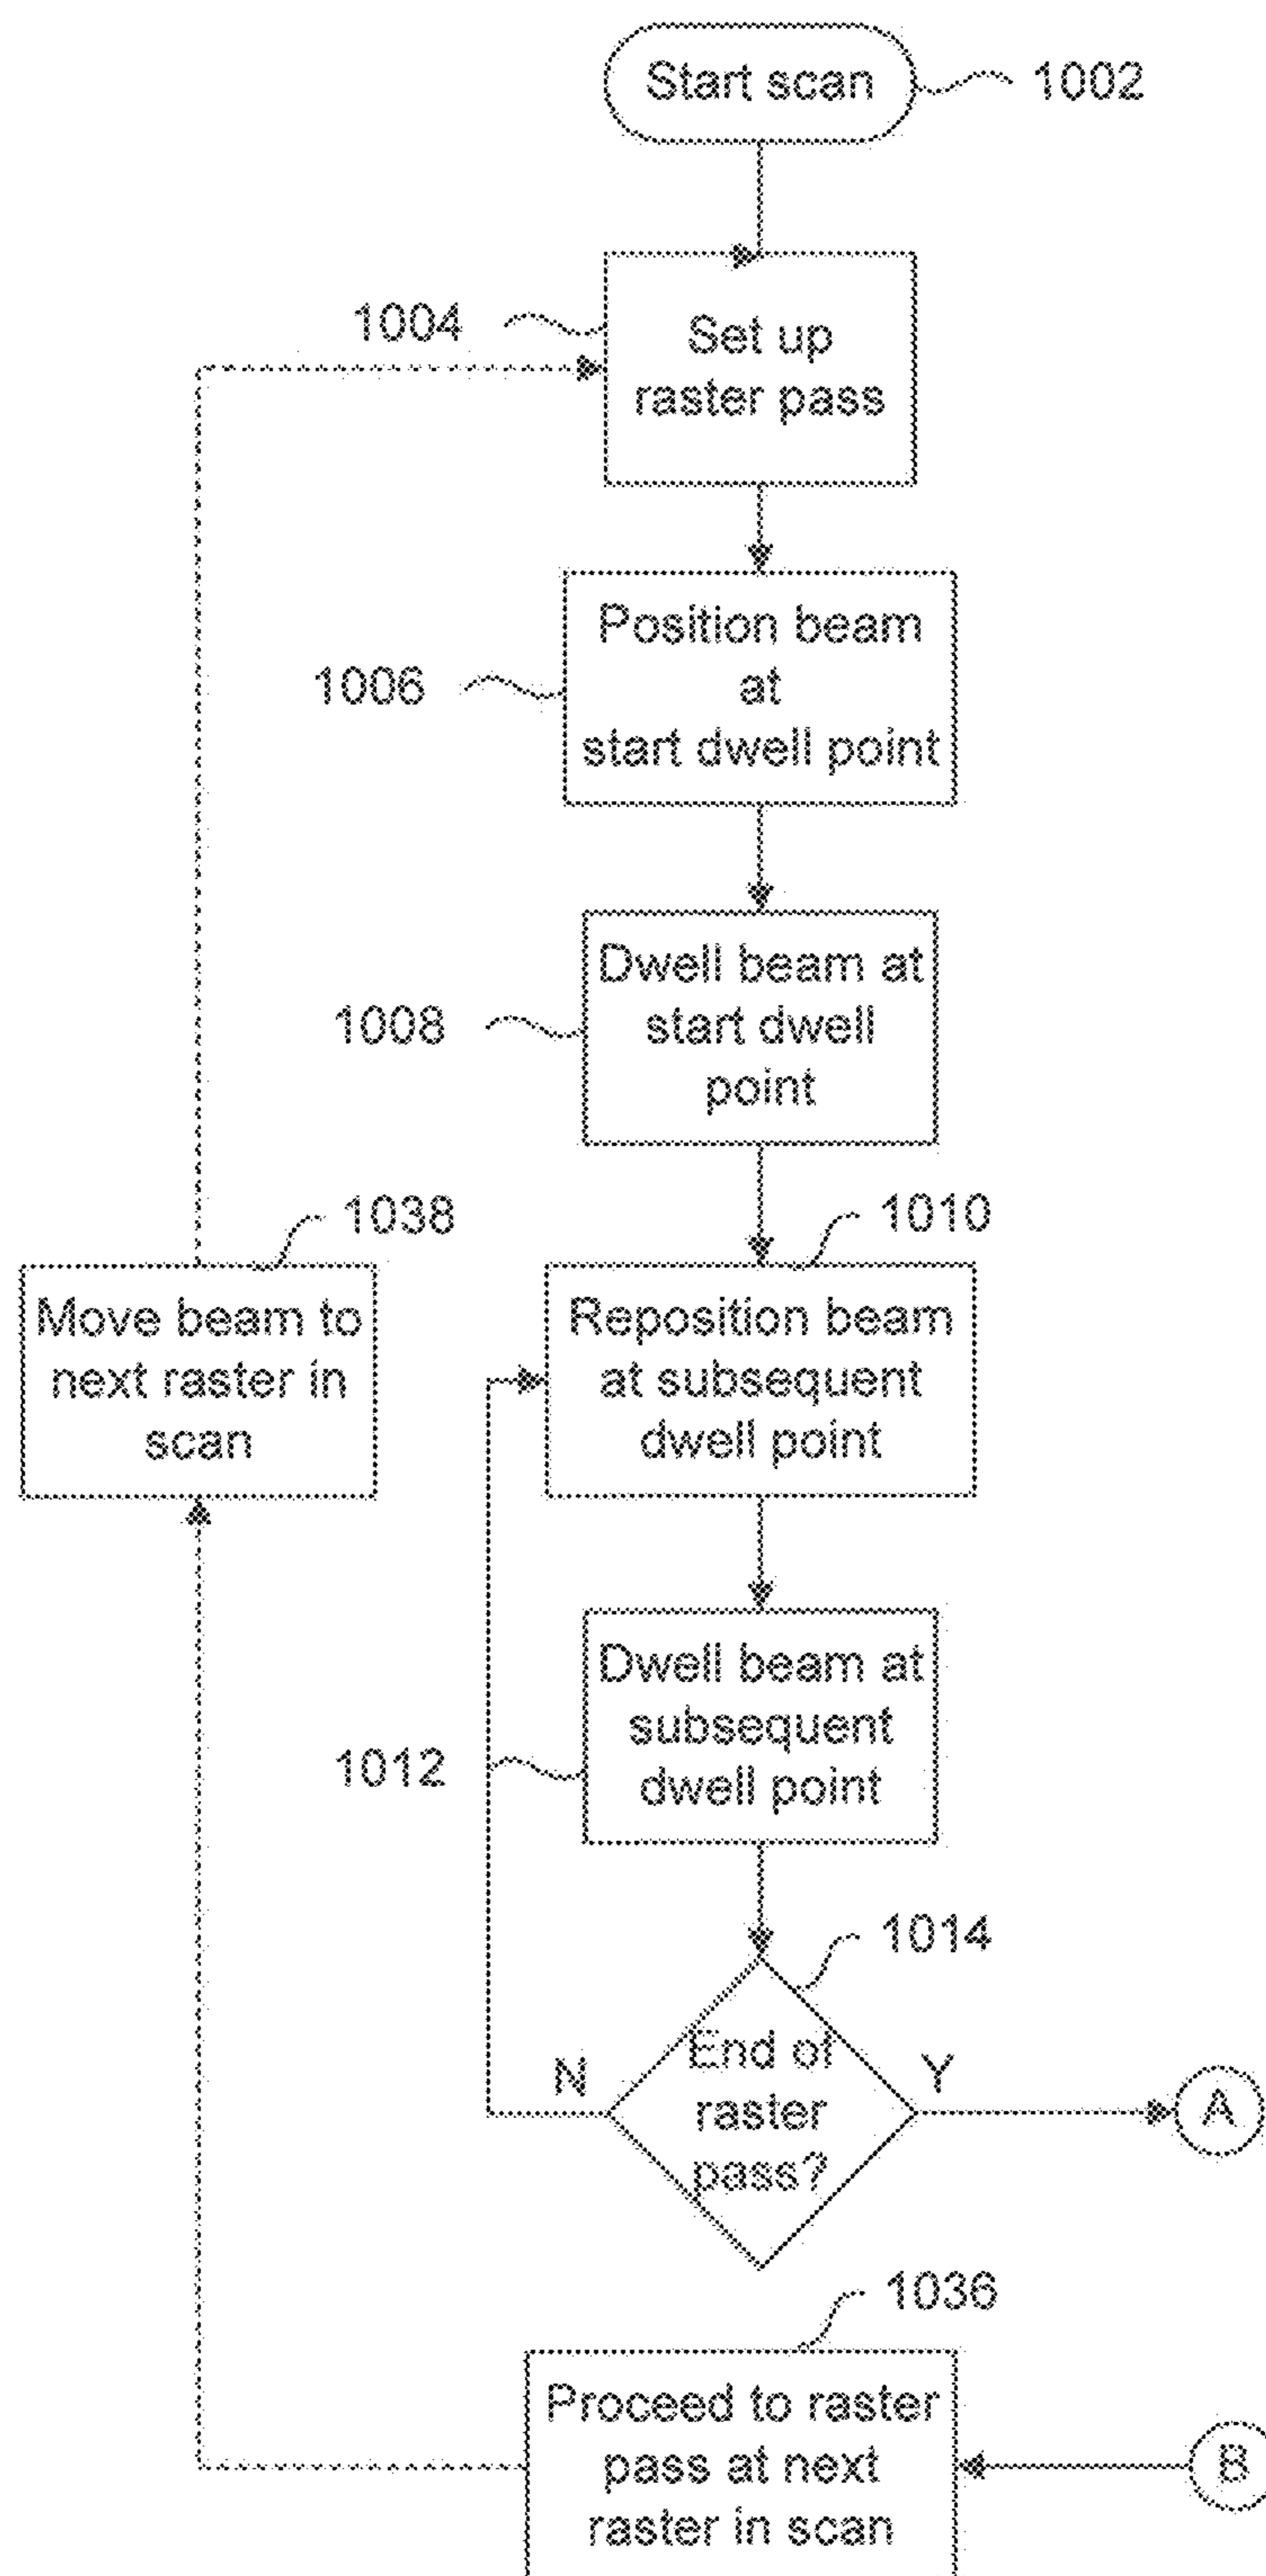 Start scan
1002
1004
Set up
raster pass
1006
Position beam
at
start dwell point
1008
Dwell beam at
start dwell
point
1038
1010
Move beam to
next raster in
scan
Reposition beam
at subsequent
dwell point
1012
Dwell beam at
subsequent
dwell point
1014
N
End of
raster
pass?
Y
A
1036
Proceed to raster
pass at next
raster in scan
B